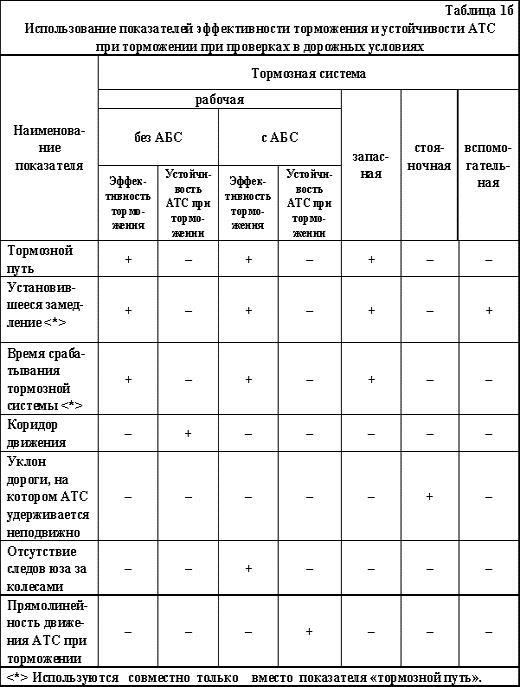 Таблица 1б
Использование показателей эффективности торможения и устойчивости АТС
при торможении при проверках в дорожных условиях
Наименова-
ние
показателя
Тормозная система
рабочая
запас-
ная
стоя-
ночная
вспомо-
гатель-
ная
без АБС
с АБС
Эффек-
тивность
тормо-
жения
Устойчи-
вость
АТС при
тормо-
жении
Эффек-
тивность
тормо-
жения
Устойчи-
вость
АТС при
тормо-
жении
Тормозной
путь
+ – + – + – –
Установив-
шееся замед-
ление <*>
+ – + – + – +
Время сраба-
тывания
тормозной
системы <*>
+ – + – + – –
Коридор
движения
– + – – – – –
Уклон
дороги, на
котором АТС
удерживается
неподвижно
– – – – – + –
Отсутствие
следов юза за
колесами
– – + – – – –
Прямолиней-
ность движе-
ния АТС при
торможении
– – – + – – –
<*> Используются совместно только вместо показателя «тормозной путь».